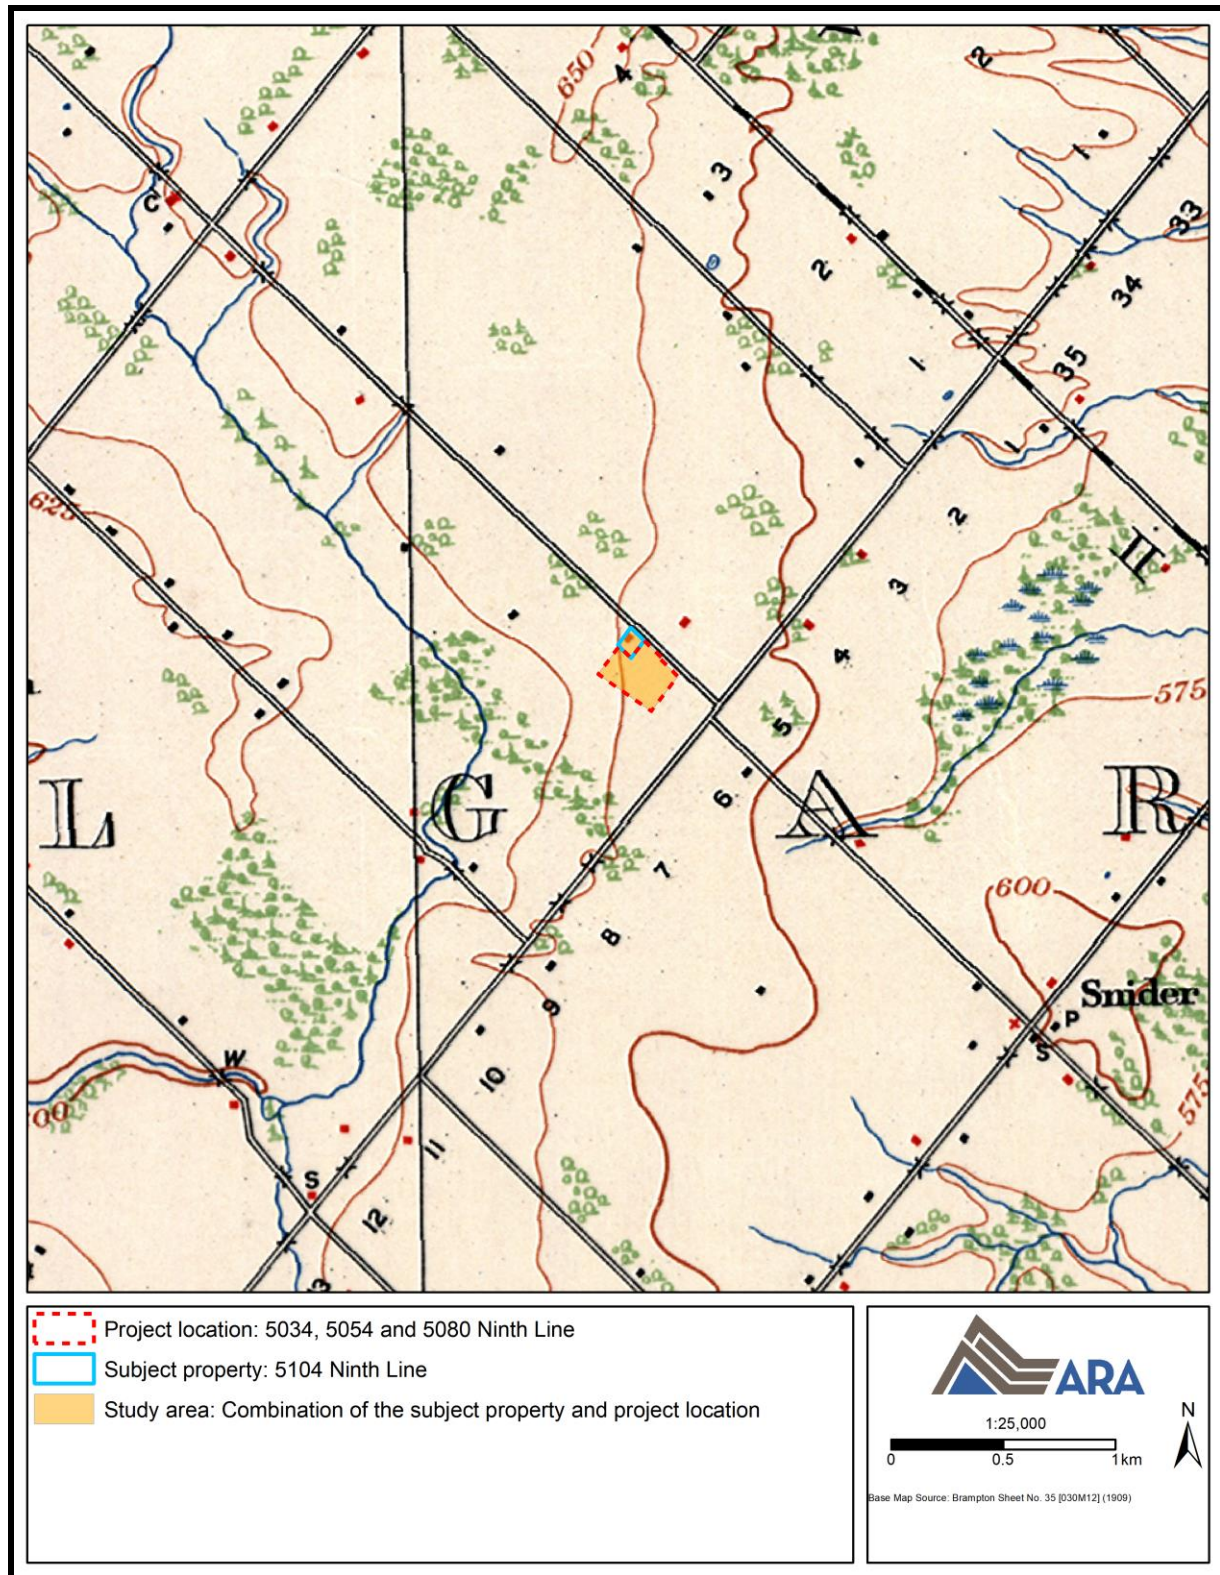 650
4
2
1
3
33
C
2
34
1
35
1
625
2
II
3
4
575
5
6
L
G
A
R
7
600
8
Snider
9
P
S
W
10
575
11
S
12
Project location: 5034, 5054 and 5080 Ninth Line
Subject property: 5104 Ninth Line
Study area: Combination of the subject property and project location
ARA
1:25,000
N
0 0.5 1km
Base Map Source: Brampton Sheet No. 35 [030M12] (1909)